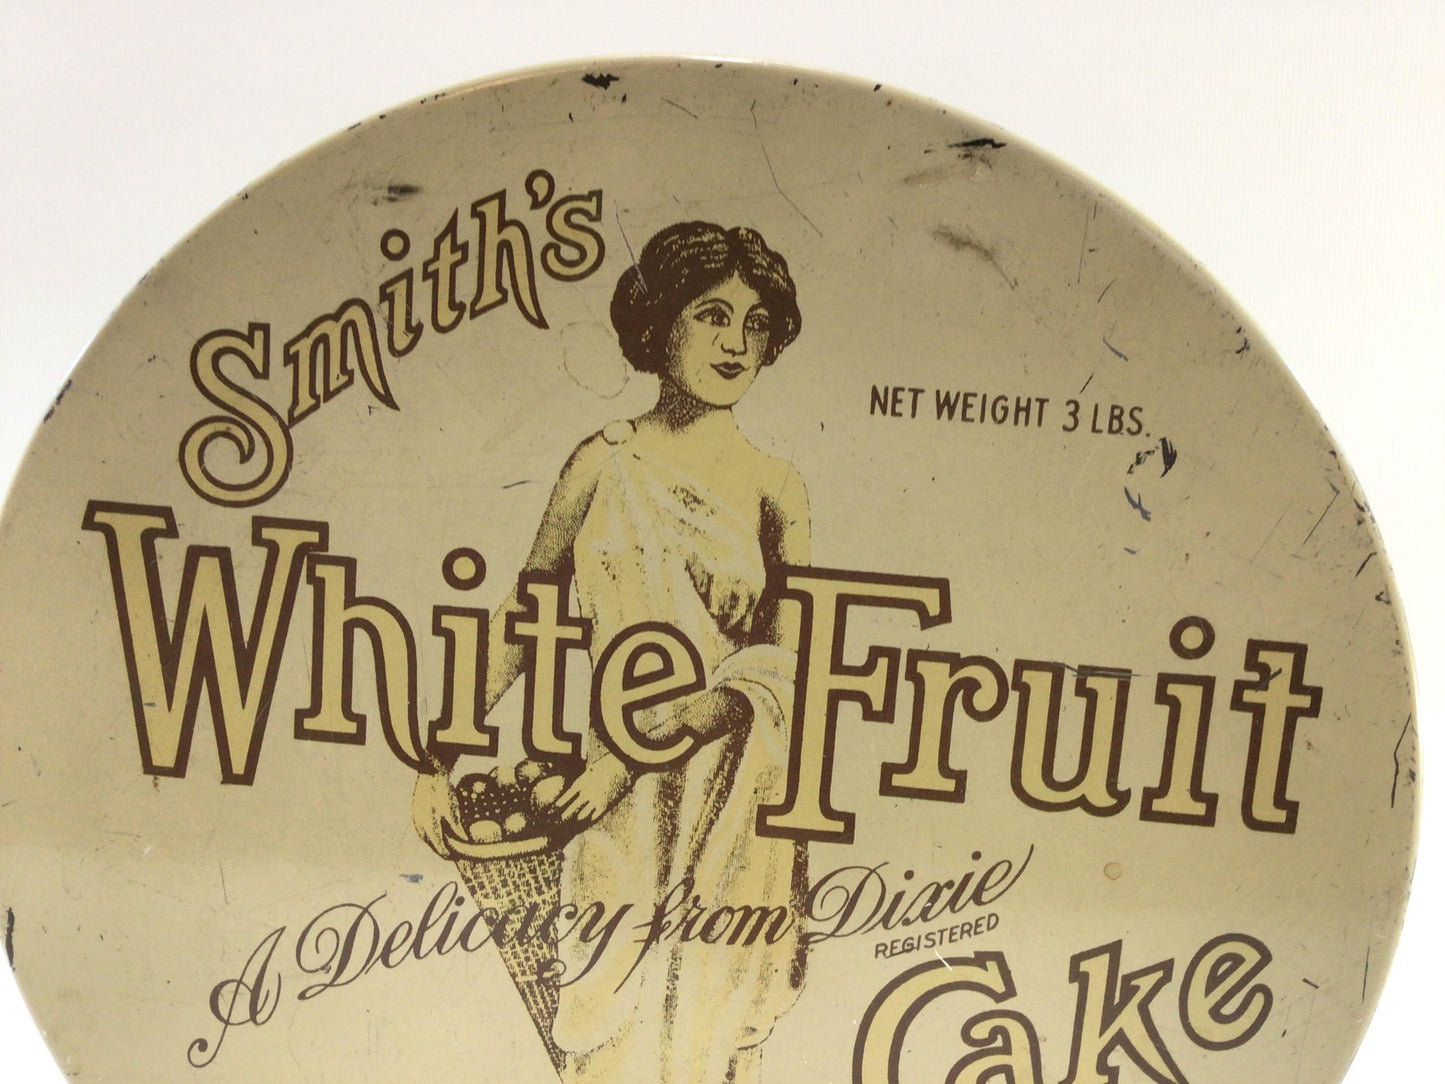 Smith's
NET WEIGHT 3 LBS.
White Fruit
A Delicacy from Dixie
REGISTERED
Cake